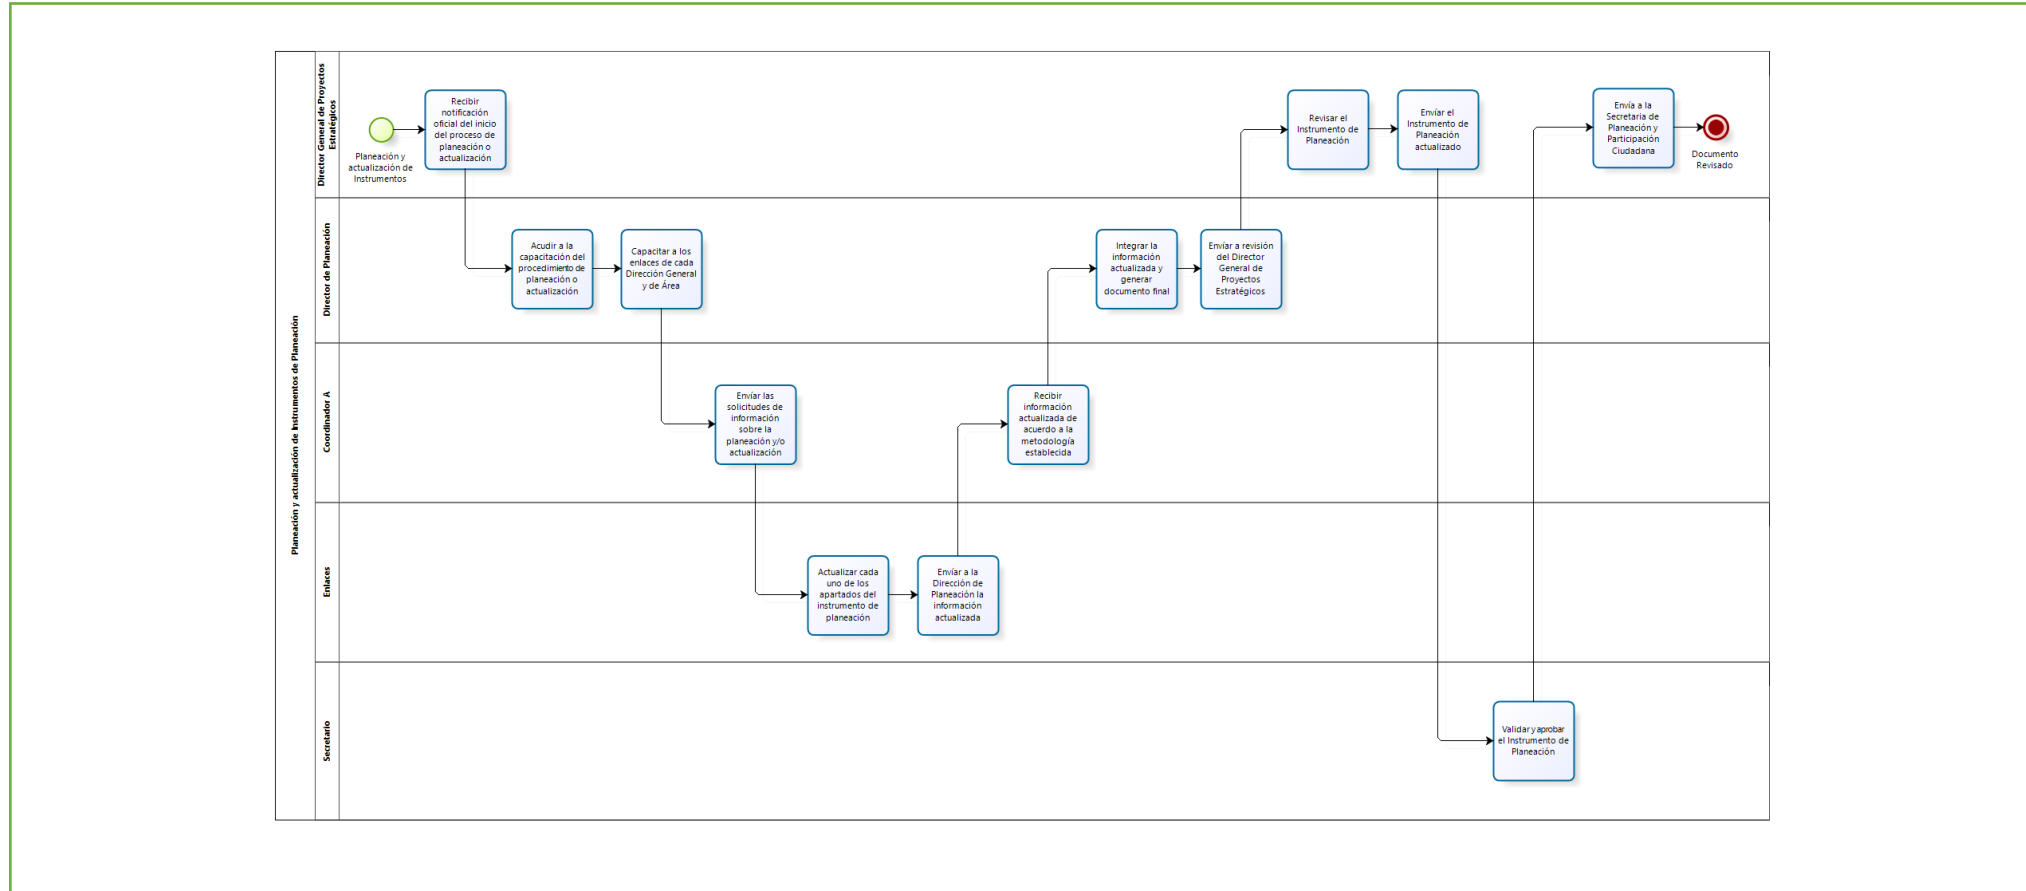 Planeación y actualización de Instrumentos de Planeación
Director General de Proyectos
Estratégicos
Planeación y
actualización de
Instrumentos
Recibir
notificación
oficial del inicio
del proceso de
planeación o
actualización
Revisar el
Instrumento de
Planeación
Envíar el
Instrumento de
Planeación
actualizado
Envía a la
Secretaria de
Planeación y
Participación
Ciudadana
Documento
Revisado
Director de Planeación
Acudir a la
capacitación del
procedimiento de
planeación o
actualización
Capacitar a los
enlaces de cada
Dirección General
y de Área
Integrar la
información
actualizada y
generar
documento final
Envíar a revisión
del Director
General de
Proyectos
Estratégicos
Coordinador A
Envíar las
solicitudes de
información
sobre la
planeación y/o
actualización
Recibir
información
actualizada de
acuerdo a la
metodología
establecida
Enlaces
Actualizar cada
uno de los
apartados del
instrumento de
planeación
Envíar a la
Dirección de
Planeación la
información
actualizada
Secretario
Validar y aprobar
el Instrumento de
Planeación